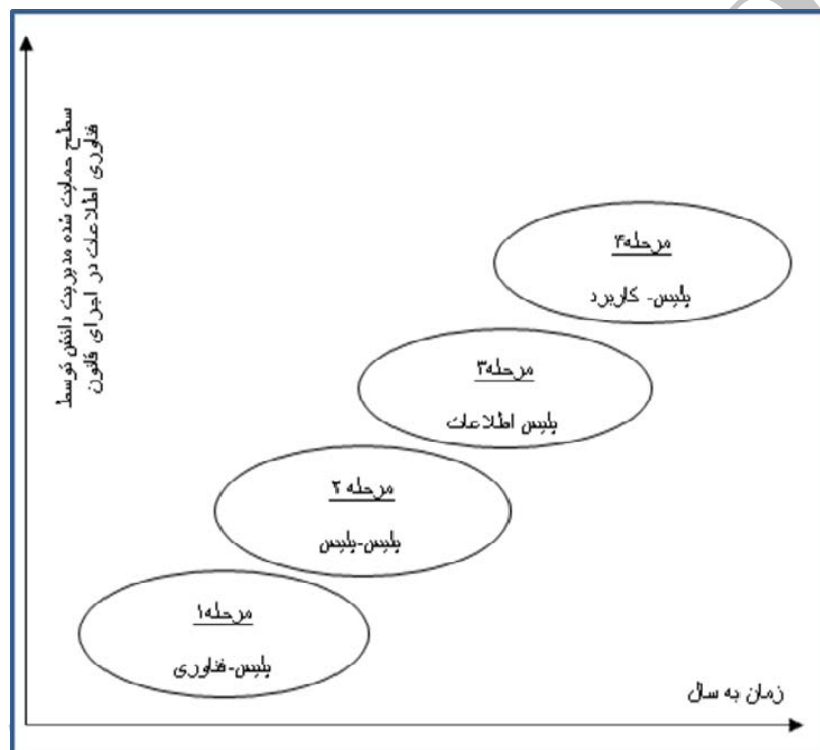 سطح حمایت شده مدیریت دانش توسط
فناوری اطلاعات در اجرای قانون
مرحله۴
پلیس- کاربرد
مرحله۳
پلیس اطلاعات
مرحله ۲
پلیس-پلیس
مرحله۱
پلیس-فناوری
زمان به سال